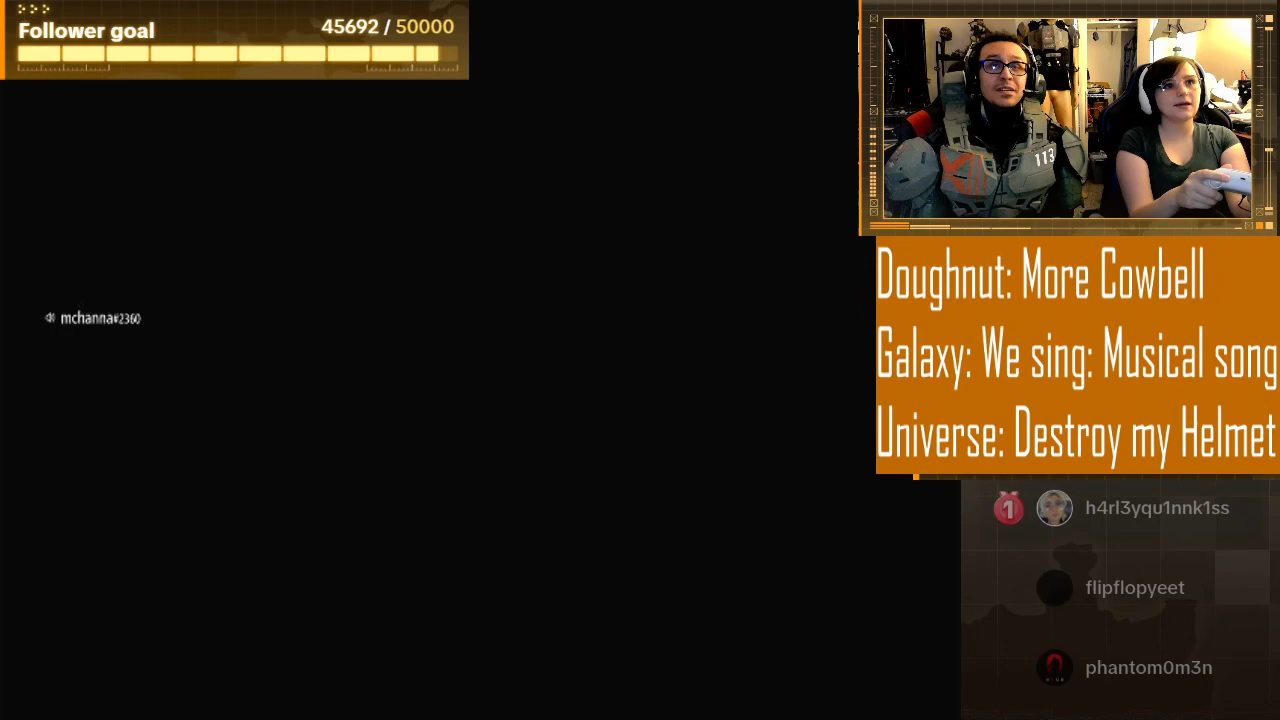 Follower goal
45692 / 50000
113
mchanna#2360
Doughnut: More Cowbell
Galaxy: We sing: Musical song
Universe: Destroy my Helmet
1
h4rl3yqu1nnk1ss
flipflopyeet
phantom0m3n